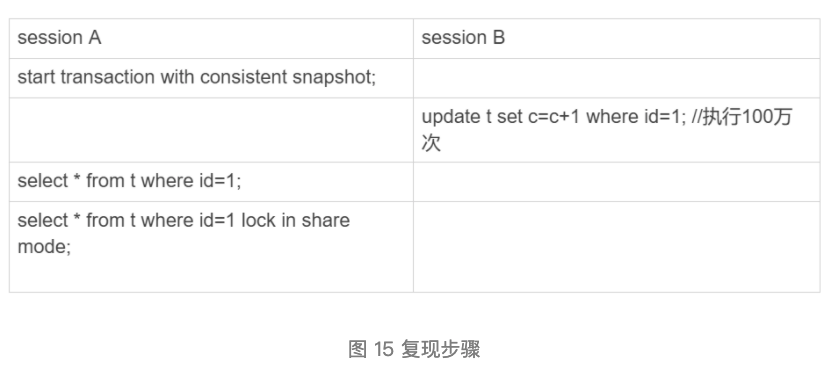 session A
session B
start transaction with consistent snapshot;
update t set c=c+1 where id=1; //执行100万
次
select * from t where id=1;
select * from t where id=1 lock in share
mode;
图 15 复现步骤